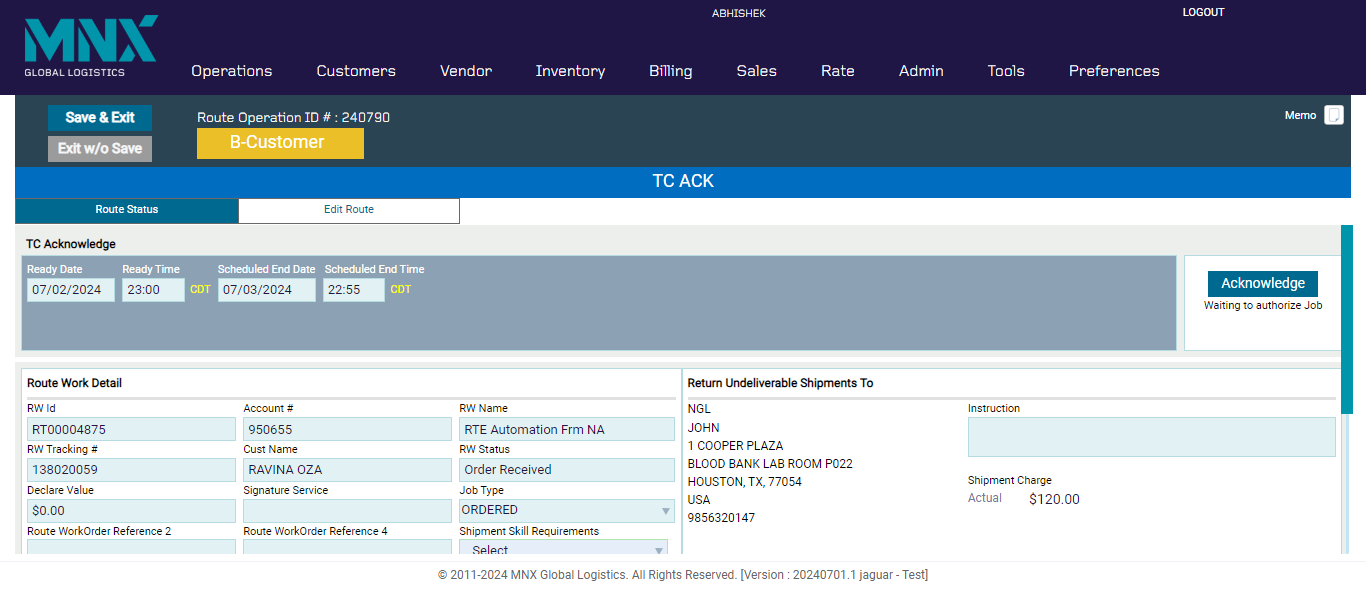 MNX
GLOBAL LOGISTICS
ABHISHEK
LOGOUT
Operations Customers Vendor Inventory Billing Sales Rate Admin Tools Preferences
Save & Exit
Exit w/o Save
Route Operation ID # : 240790
B-Customer
Memo
TC ACK
Route Status Edit Route
TC Acknowledge
Ready Date Ready Time Scheduled End Date Scheduled End Time
07/02/2024 23:00 CDT 07/03/2024 22:55 CDT
Acknowledge
Waiting to authorize Job
Route Work Detail
RW Id Account # RW Name
RT00004875 950655 RTE Automation Frm NA
RW Tracking # Cust Name RW Status
138020059 RAVINA OZA Order Received
Declare Value Signature Service Job Type
$0.00 ORDERED
Route WorkOrder Reference 2 Route WorkOrder Reference 4 Shipment Skill Requirements
Select
Return Undeliverable Shipments To
NGL
JOHN
1 COOPER PLAZA
BLOOD BANK LAB ROOM P022
HOUSTON, TX, 77054
USA
9856320147
Instruction
Shipment Charge
Actual $120.00
© 2011-2024 MNX Global Logistics. All Rights Reserved. [Version : 20240701.1 jaguar - Test]